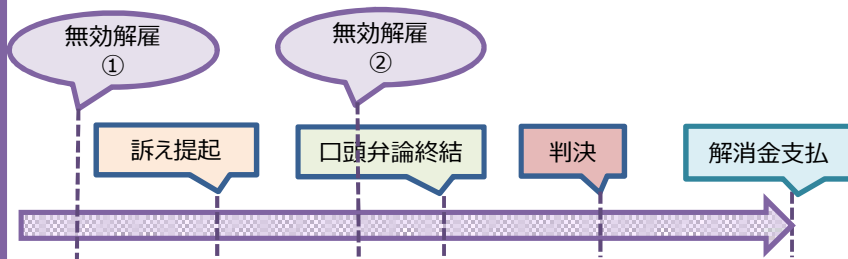 無効解雇
①
無効解雇
②
訴え提起
口頭弁論終結
判決
解消金支払